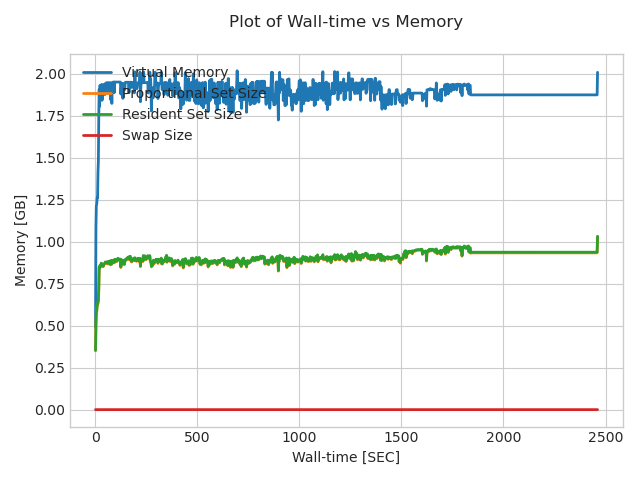 Plot of Wall-time vs Memory
2.00
1.75
1.50
1.25
1.00
0.75
0.50
0.25
0.00
Memory [GB]
Virtual Memory
Proportional Set Size
Resident Set Size
Swap Size
0 500 1000 1500 2000 2500
Wall-time [SEC]